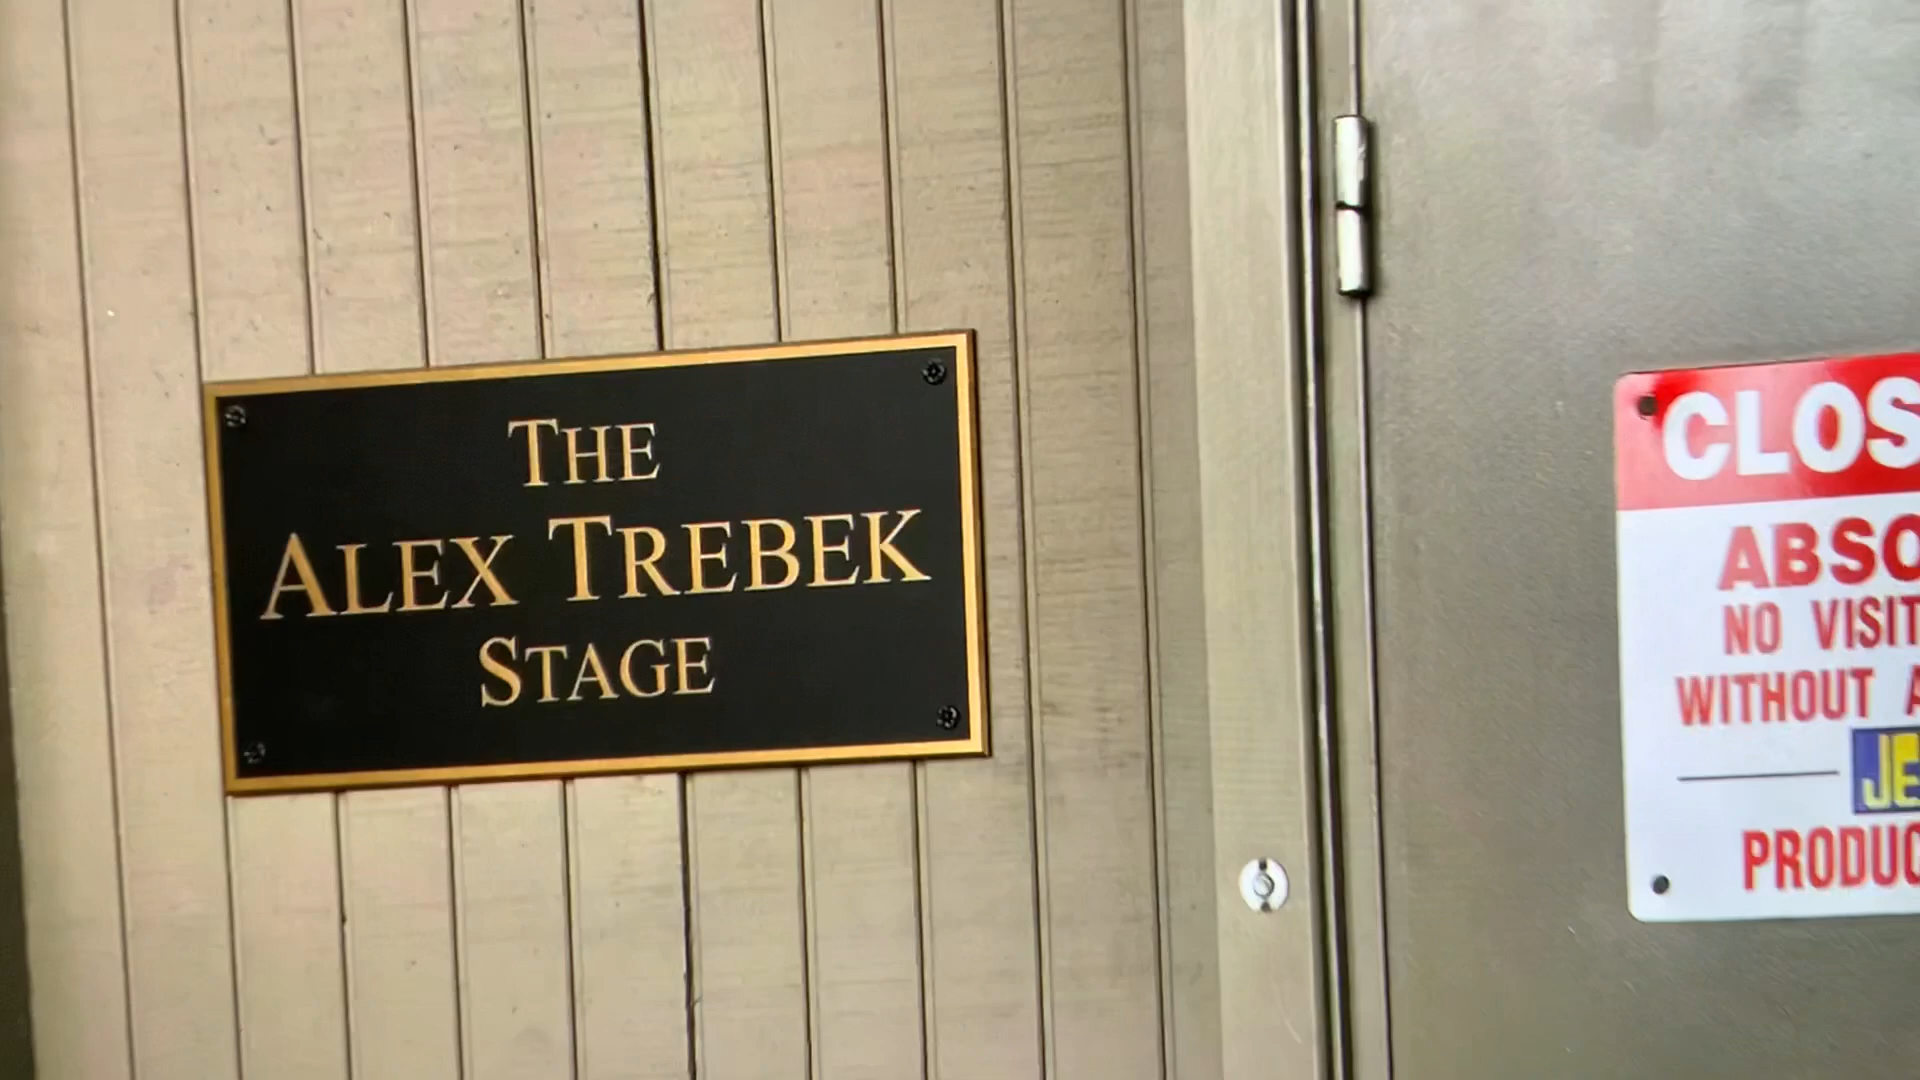 THE
ALEX TREBEK
STAGE
CLOS
ABSO
NO VISIT
WITHOUT A
JE
PRODUC